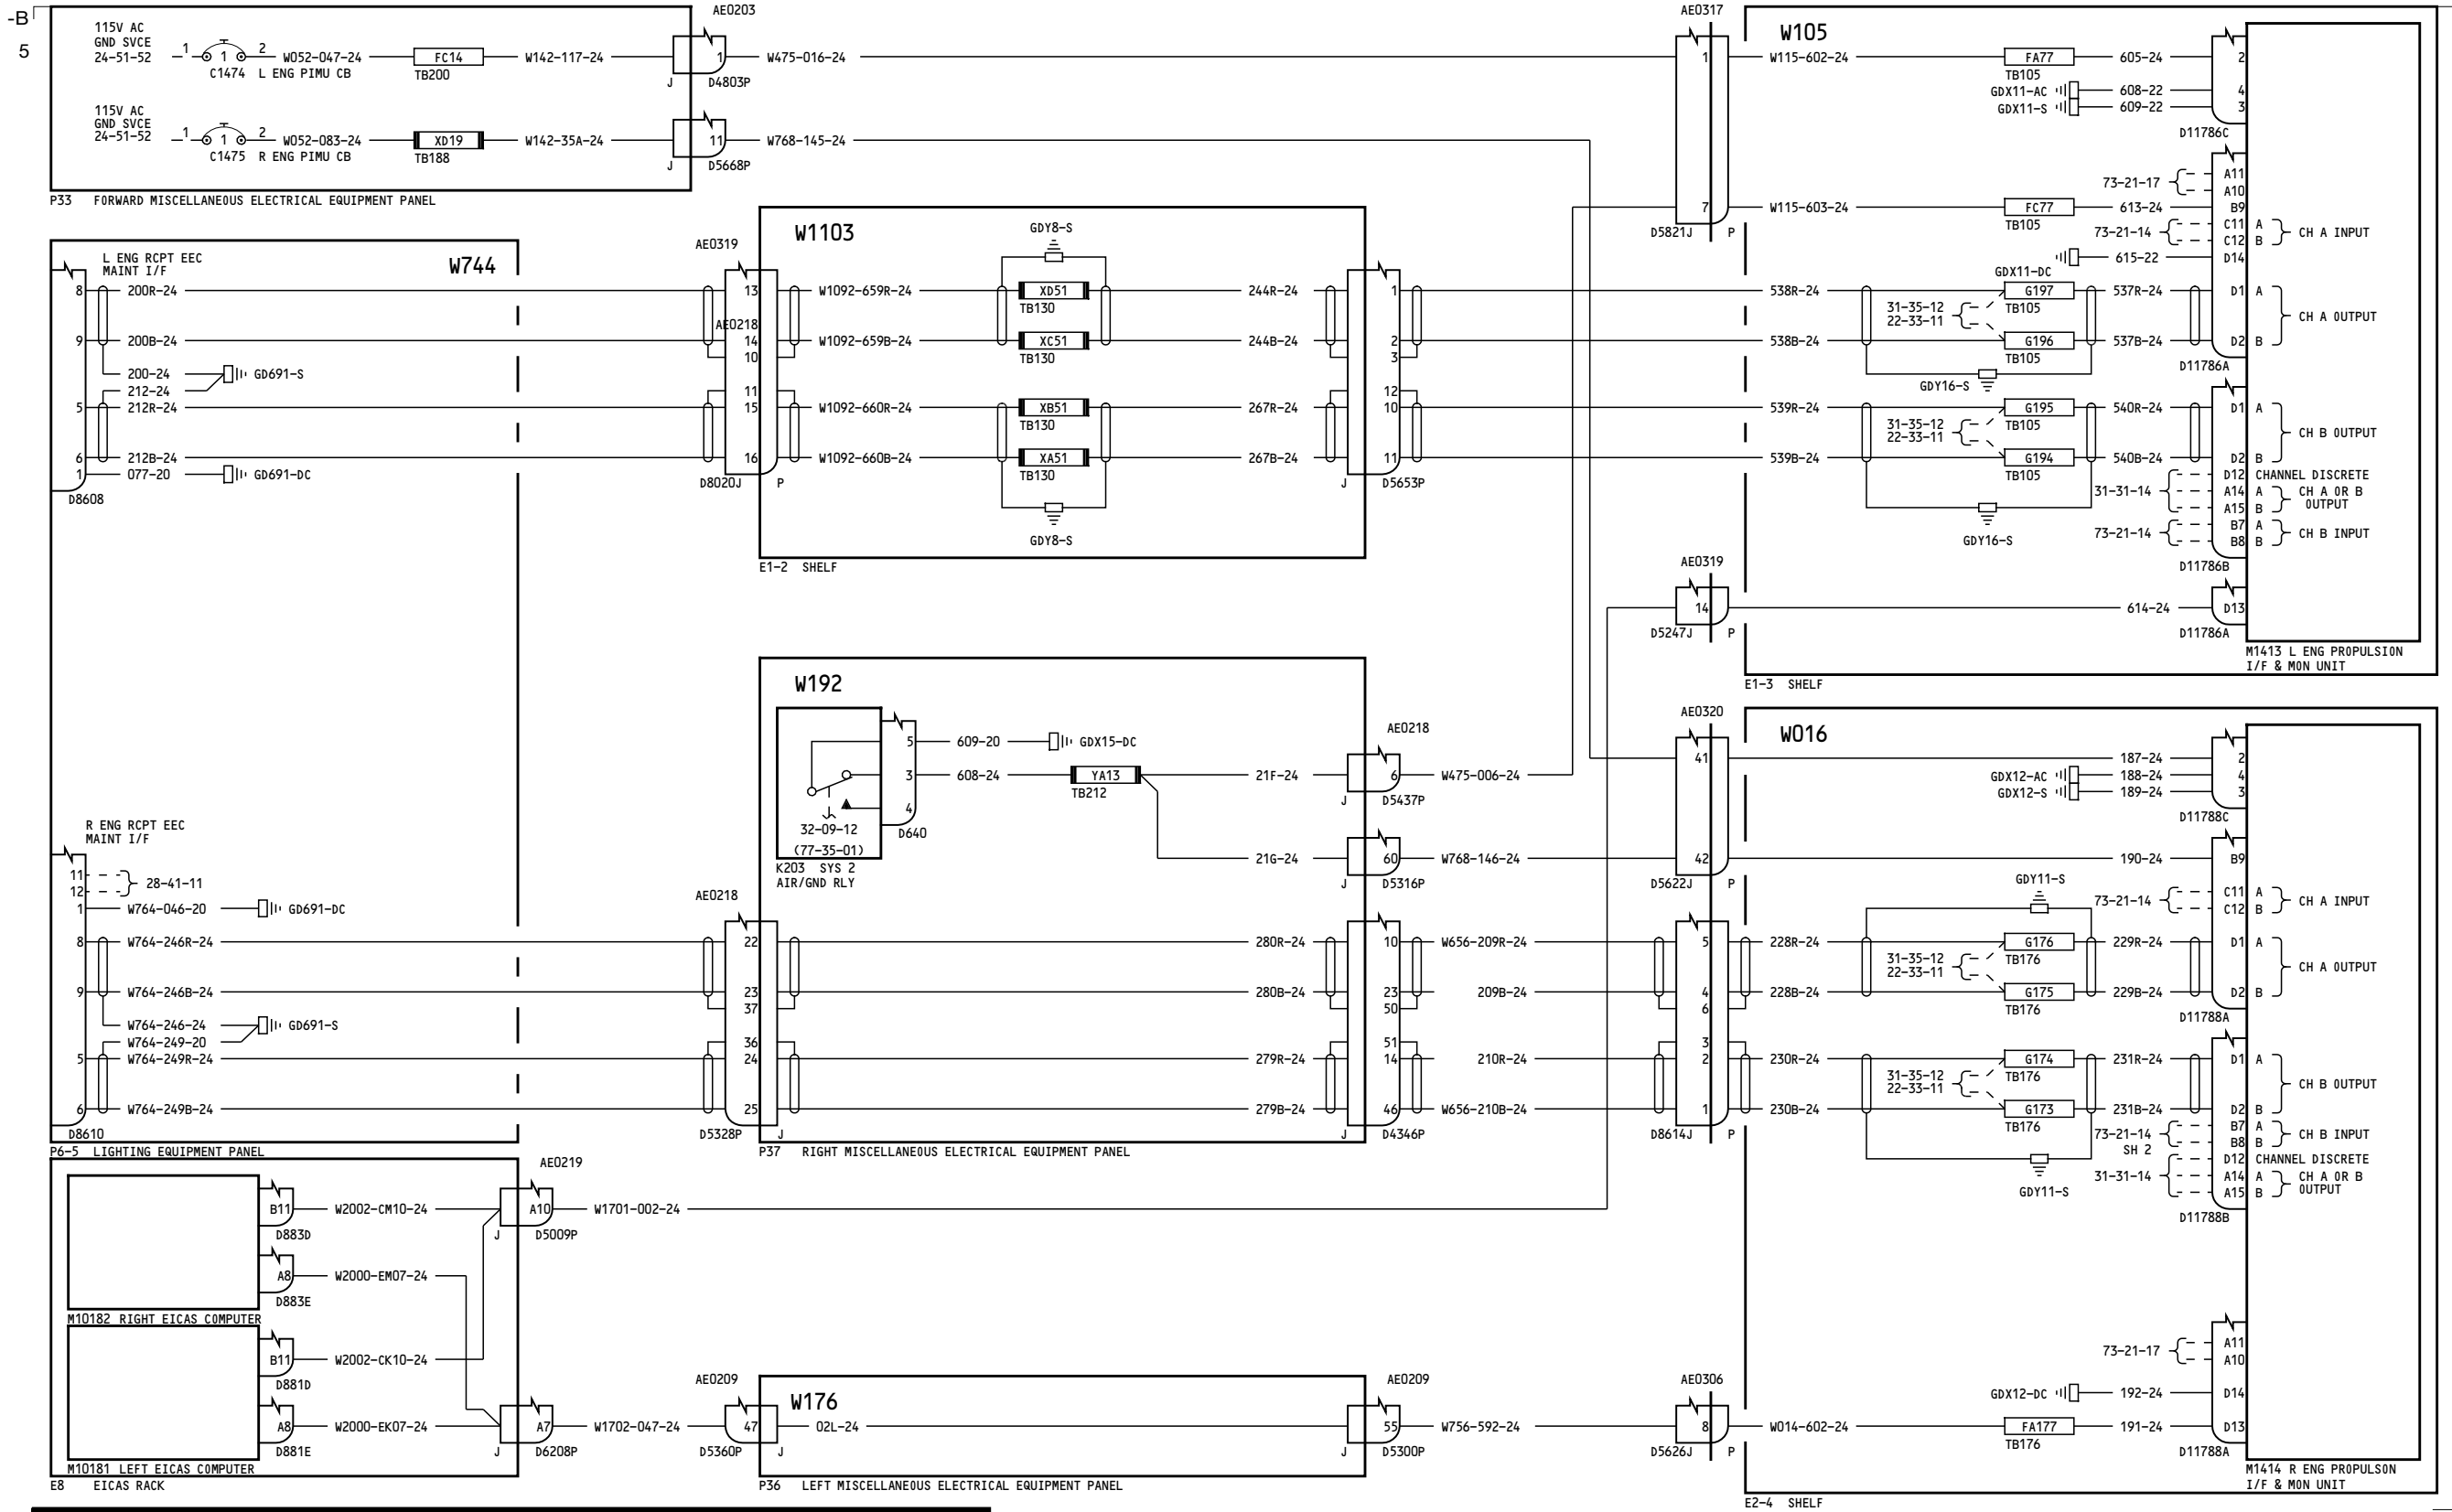 -B
5
115V AC
GND SVCE
24-51-52
1
1
2
C1474 L ENG PIMU CB
W052-047-24
FC14
TB200
W142-117-24
AE0203
1
J
D4803P
W475-016-24
115V AC
GND SVCE
24-51-52
1
1
2
C1475 R ENG PIMU CB
W052-083-24
XD19
TB188
W142-35A-24
11
J
D5668P
W768-145-24
P33 FORWARD MISCELLANEOUS ELECTRICAL EQUIPMENT PANEL
AE0317
1
7
D5821J
P
W105
W115-602-24
FA77
TB105
605-24
2
GDX11-AC
608-22
4
GDX11-S
609-22
3
D11786C
73-21-17
A11
A10
W115-603-24
FC77
TB105
613-24
B9
73-21-14
C11 A
C12 B
CH A INPUT
GDX11-DC
615-22
D14
538R-24
G197
TB105
537R-24
D1 A
31-35-12
22-33-11
CH A OUTPUT
538B-24
G196
TB105
537B-24
D2 B
D11786A
GDY16-S
539R-24
G195
TB105
540R-24
D1 A
31-35-12
22-33-11
CH B OUTPUT
539B-24
G194
TB105
540B-24
D2 B
D12 CHANNEL DISCRETE
31-31-14
A14 A
A15 B
CH A OR B
OUTPUT
73-21-14
B7 A
B8 B
CH B INPUT
GDY16-S
D11786B
AE0319
14
D5247J
P
614-24
D13
D11786A
M1413 L ENG PROPULSION
I/F & MON UNIT
E1-3 SHELF
L ENG RCPT EEC
MAINT I/F
W744
8
200R-24
9
200B-24
200-24
GD691-S
212-24
5
212R-24
6
212B-24
1
077-20
GD691-DC
D8608
AE0319
13
AE0218
14
10
11
15
16
D8020J
P
W1103
GDY8-S
W1092-659R-24
XD51
TB130
244R-24
1
W1092-659B-24
XC51
TB130
244B-24
2
3
12
W1092-660R-24
XB51
TB130
267R-24
10
W1092-660B-24
XA51
TB130
267B-24
11
J
D5653P
GDY8-S
E1-2 SHELF
W192
5
609-20
GDX15-DC
3
608-24
YA13
TB212
4
D640
32-09-12
(77-35-01)
K203 SYS 2
AIR/GND RLY
21F-24
AE0218
6
J
D5437P
W475-006-24
21G-24
60
J
D5316P
W768-146-24
R ENG RCPT EEC
MAINT I/F
11
12
28-41-11
1
W764-046-20
GD691-DC
8
W764-246R-24
9
W764-246B-24
W764-246-24
GD691-S
W764-249-20
5
W764-249R-24
6
W764-249B-24
D8610
P6-5 LIGHTING EQUIPMENT PANEL
AE0218
22
23
37
36
24
25
D5328P
J
280R-24
10
W656-209R-24
280B-24
23
209B-24
50
51
279R-24
14
210R-24
279B-24
46
W656-210B-24
J
D4346P
P37 RIGHT MISCELLANEOUS ELECTRICAL EQUIPMENT PANEL
AE0320
41
42
D5622J
P
5
4
6
3
2
1
D8614J
P
W016
187-24
2
GDX12-AC
188-24
4
GDX12-S
189-24
3
D11788C
190-24
B9
GDY11-S
73-21-14
C11 A
C12 B
CH A INPUT
228R-24
G176
TB176
229R-24
D1 A
31-35-12
22-33-11
CH A OUTPUT
228B-24
G175
TB176
229B-24
D2 B
D11788A
230R-24
G174
TB176
231R-24
D1 A
31-35-12
22-33-11
CH B OUTPUT
230B-24
G173
TB176
231B-24
D2 B
73-21-14
SH 2
B7 A
B8 B
CH B INPUT
D12 CHANNEL DISCRETE
31-31-14
A14 A
A15 B
CH A OR B
OUTPUT
GDY11-S
D11788B
73-21-17
A11
A10
GDX12-DC
192-24
D14
AE0306
8
D5626J
P
W014-602-24
FA177
TB176
191-24
D13
D11788A
M1414 R ENG PROPULSON
I/F & MON UNIT
E2-4 SHELF
B11
D883D
W2002-CM10-24
AE0219
A10
J
D5009P
W1701-002-24
A8
D883E
W2000-EM07-24
M10182 RIGHT EICAS COMPUTER
B11
D881D
W2002-CK10-24
A8
D881E
W2000-EK07-24
A7
J
D6208P
W1702-047-24
M10181 LEFT EICAS COMPUTER
E8 EICAS RACK
AE0209
47
D5360P
J
W176
02L-24
AE0209
55
J
D5300P
W756-592-24
P36 LEFT MISCELLANEOUS ELECTRICAL EQUIPMENT PANEL